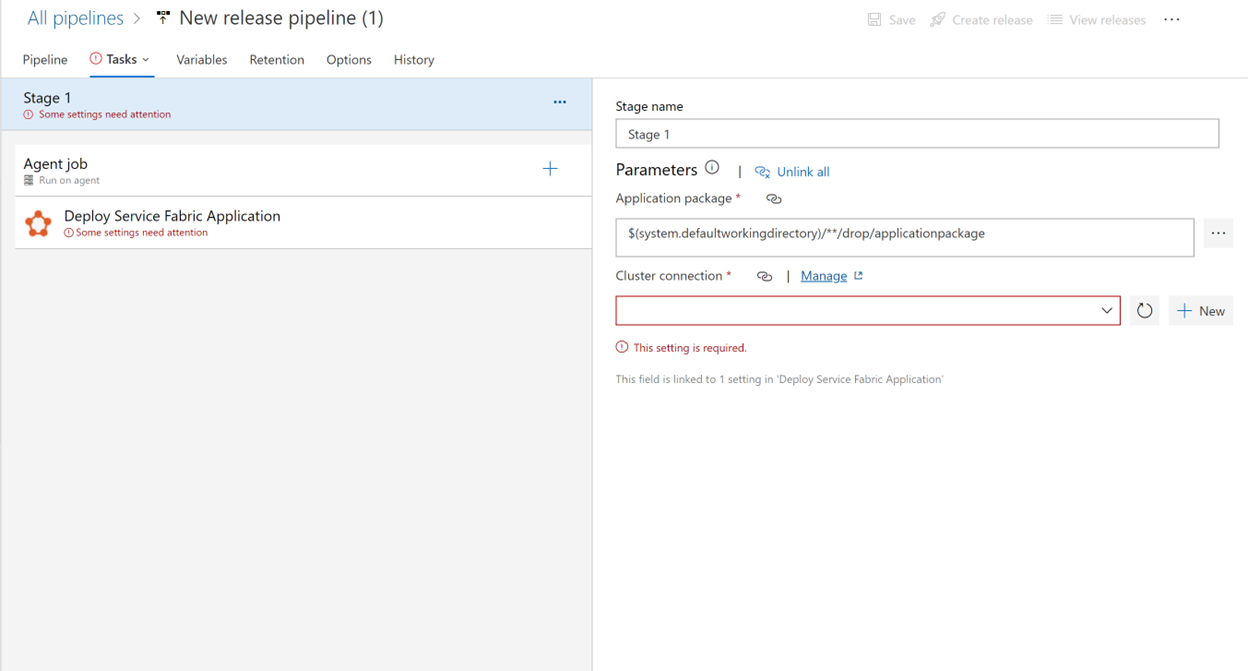 All pipelines > New release pipeline (1)
Save Create release View releases ...
Pipeline Tasks Variables Retention Options History
Stage 1
Some settings need attention
Agent job
Run on agent
Deploy Service Fabric Application
Some settings need attention
Stage name
Stage 1
Parameters | Unlink all
Application package *
$(system.defaultworkingdirectory)/**/drop/applicationpackage
Cluster connection * | Manage
New
This setting is required.
This field is linked to 1 setting in 'Deploy Service Fabric Application'